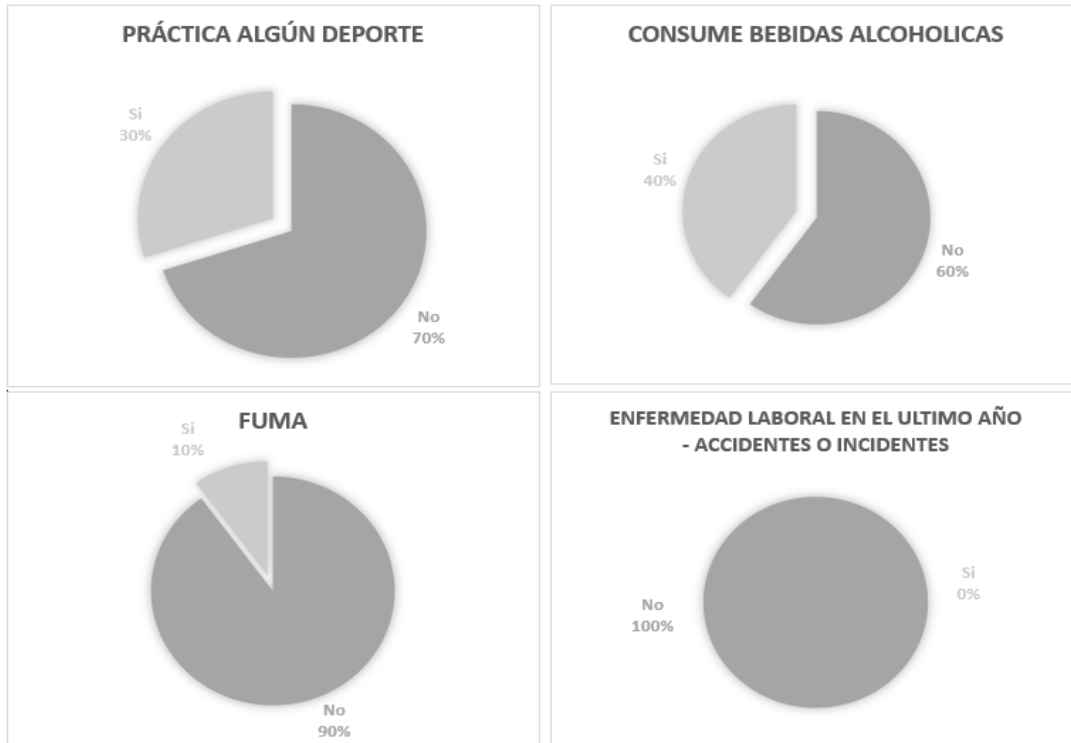 PRÁCTICA ALGÚN DEPORTE
Si
30%
No
70%
CONSUME BEBIDAS ALCOHOLICAS
Si
40%
No
60%
FUMA
Si
10%
No
90%
ENFERMEDAD LABORAL EN EL ULTIMO AÑO
- ACCIDENTES O INCIDENTES
Si
0%
No
100%